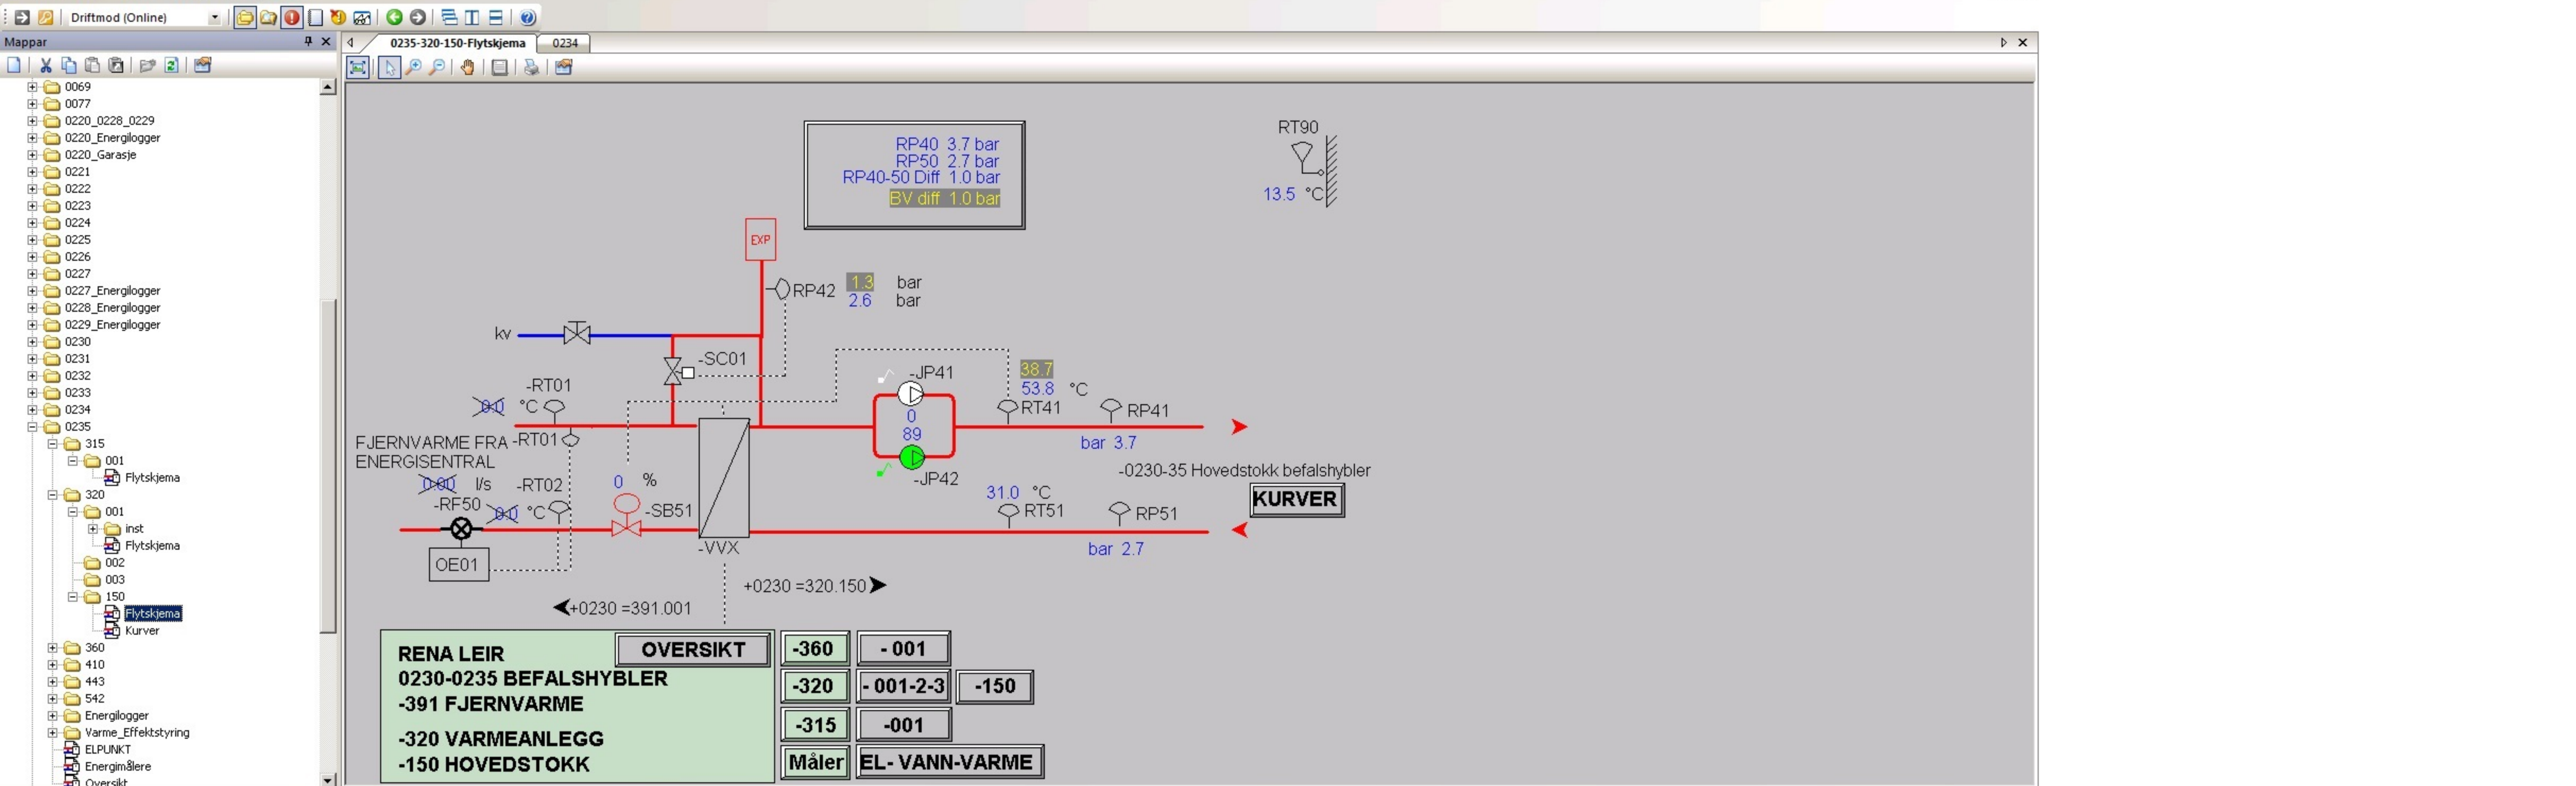 Driftmod (Online)
Mappar
0235-320-150-Flytskjema
0234
0069
0077
0220_0228_0229
0220_Energilogger
0220_Garasje
0221
0222
0223
0224
0225
0226
0227
0227_Energilogger
0228_Energilogger
0229_Energilogger
0230
0231
0232
0233
0234
0235
315
001
Flytskjema
320
001
inst
Flytskjema
002
003
150
Flytskjema
Kurver
360
410
443
542
Energilogger
Varme_Effektstyring
ELPUNKT
Energimålere
Oversikt
RP40 3.7 bar
RP50 2.7 bar
RP40-50 Diff 1.0 bar
BV diff 1.0 bar
RT90
13.5 °C
EXP
RP42
1.3 bar
2.6 bar
kv
-SC01
-RT01
0.0 °C
-RT01
FJERNVARME FRA
ENERGISENTRAL
0.00 l/s
-RF50
-RT02
0.0 °C
0 %
-SB51
OE01
-VVX
-JP41
0
89
-JP42
38.7
53.8 °C
RT41
RP41
bar 3.7
-0230-35 Hovedstokk befalshybler
KURVER
31.0 °C
RT51
RP51
bar 2.7
+0230 =320.150
+0230 =391.001
RENA LEIR
OVERSIKT
0230-0235 BEFALSHYBLER
-391 FJERNVARME
-320 VARMEANLEGG
-150 HOVEDSTOKK
-360
- 001
-320
- 001-2-3
-150
-315
-001
Måler
EL- VANN-VARME